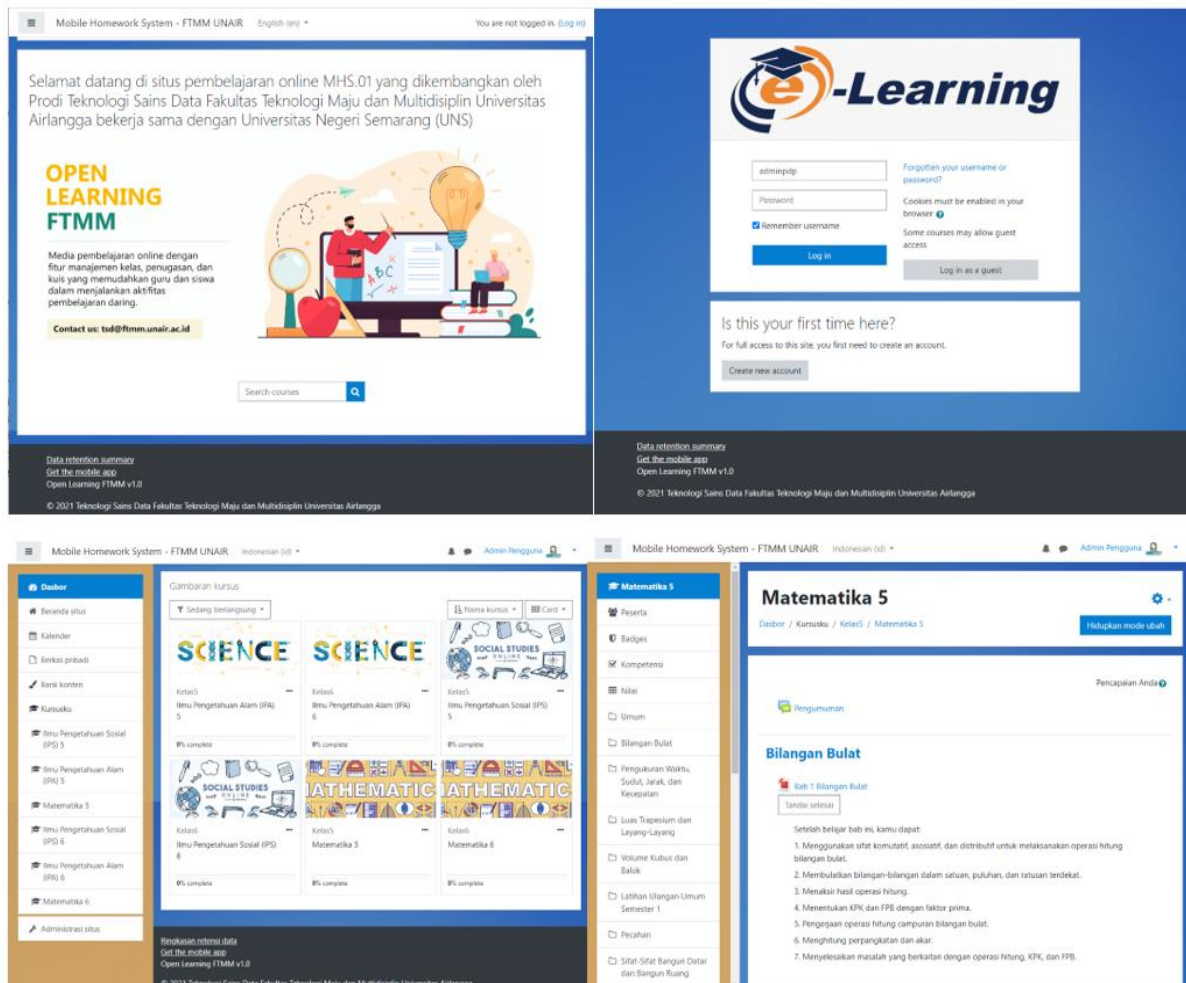 Mobile Homework System - FTMM UNAIR
English (en)
You are not logged in. (Log in)
Selamat datang di situs pembelajaran online MHS.01 yang dikembangkan oleh
Prodi Teknologi Sains Data Fakultas Teknologi Maju dan Multidisiplin Universitas
Airlangga bekerja sama dengan Universitas Negeri Semarang (UNS)
OPEN
LEARNING
FTMM
Media pembelajaran online dengan
fitur manajemen kelas, penugasan, dan
kuis yang memudahkan guru dan siswa
dalam menjalankan aktifitas
pembelajaran daring.
Contact us: tsd@ftmm.unair.ac.id
ABC
Search courses
Data retention summary
Get the mobile app
Open Learning FTMM v1.0
© 2021 Teknologi Sains Data Fakultas Teknologi Maju dan Multidisiplin Universitas Airlangga
e-Learning
adminpdp
Password
Remember username
Log in
Forgotten your username or
password?
Cookies must be enabled in your
browser
Some courses may allow guest
access
Log in as a guest
Is this your first time here?
For full access to this site, you first need to create an account.
Create new account
Data retention summary
Get the mobile app
Open Learning FTMM v1.0
© 2021 Teknologi Sains Data Fakultas Teknologi Maju dan Multidisiplin Universitas Airlangga
Mobile Homework System - FTMM UNAIR
Indonesian (id)
Admin Pengguna
Dasbor
Beranda situs
Kalender
Berkas pribadi
Bank konten
Kursusku
Ilmu Pengetahuan Sosial
(IPS) 5
Ilmu Pengetahuan Alam
(IPA) 5
Matematika 5
Ilmu Pengetahuan Sosial
(IPS) 6
Ilmu Pengetahuan Alam
(IPA) 6
Matematika 6
Administrasi situs
Gambaran kursus
Sedang berlangsung
Nama kursus
Card
SCIENCE
Kelas5
Ilmu Pengetahuan Alam (IPA)
5
0% complete
SCIENCE
Kelas6
Ilmu Pengetahuan Alam (IPA)
6
0% complete
SOCIAL STUDIES
ONLINE
Kelas5
Ilmu Pengetahuan Sosial (IPS)
5
0% complete
SOCIAL STUDIES
ONLINE
Kelas6
Ilmu Pengetahuan Sosial (IPS)
6
0% complete
MATHEMATIC
Kelas5
Matematika 5
0% complete
MATHEMATIC
Kelas6
Matematika 6
0% complete
Ringkasan retensi data
Get the mobile app
Open Learning FTMM v1.0
© 2021 Teknologi Sains Data Fakultas Teknologi Maju dan Multidisiplin Universitas Airlangga
Mobile Homework System - FTMM UNAIR
Indonesian (id)
Admin Pengguna
Matematika 5
Peserta
Badges
Kompetensi
Nilai
Umum
Bilangan Bulat
Pengukuran Waktu,
Sudut, Jarak, dan
Kecepatan
Luas Trapesium dan
Layang-Layang
Volume Kubus dan
Balok
Latihan Ulangan Umum
Semester 1
Pecahan
Sifat-Sifat Bangun Datar
dan Bangun Ruang
Matematika 5
Dasbor / Kursusku / Kelas5 / Matematika 5
Hidupkan mode ubah
Pencapaian Anda
Pengumuman
Bilangan Bulat
Bab 1 Bilangan Bulat
Tandai selesai
Setelah belajar bab ini, kamu dapat:
1. Menggunakan sifat komutatif, asosiatif, dan distributif untuk melaksanakan operasi hitung
bilangan bulat.
2. Membulatkan bilangan-bilangan dalam satuan, puluhan, dan ratusan terdekat.
3. Menaksir hasil operasi hitung.
4. Menentukan KPK dan FPB dengan faktor prima.
5. Pengerjaan operasi hitung campuran bilangan bulat.
6. Menghitung perpangkatan dan akar.
7. Menyelesaikan masalah yang berkaitan dengan operasi hitung, KPK, dan FPB.